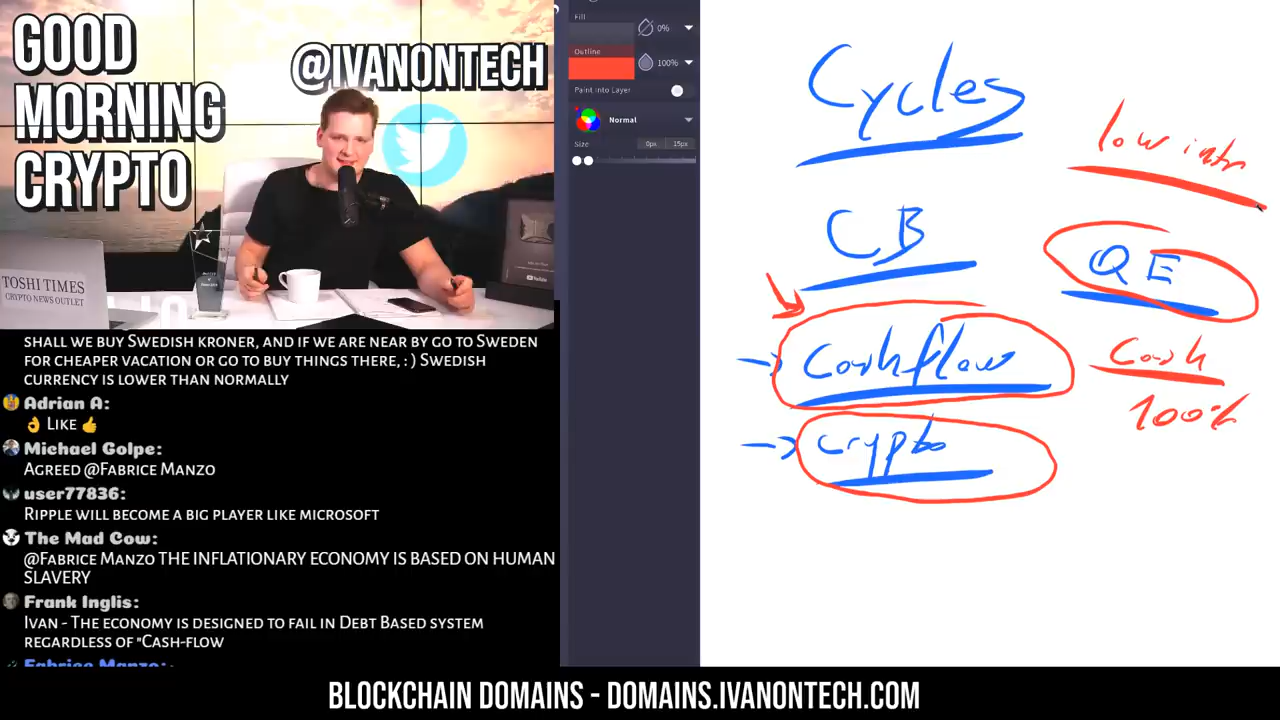 GOOD
MORNING
CRYPTO
@IVANONTECH
TOSHI TIMES
CRYPTO NEWS OUTLET
SHALL WE BUY SWEDISH KRONER, AND IF WE ARE NEAR BY GO TO SWEDEN
FOR CHEAPER VACATION OR GO TO BUY THINGS THERE, : ) SWEDISH
CURRENCY IS LOWER THAN NORMALLY
Adrian A:
👌 LIKE 👍
Michael Golpe:
AGREED @FABRICE MANZO
user77836:
RIPPLE WILL BECOME A BIG PLAYER LIKE MICROSOFT
The Mad Cow:
@FABRICE MANZO THE INFLATIONARY ECONOMY IS BASED ON HUMAN
SLAVERY
Frank Inglis:
IVAN - THE ECONOMY IS DESIGNED TO FAIL IN DEBT BASED SYSTEM
REGARDLESS OF "CASH-FLOW
Fabrice Manzo:
Fill
0%
Outline
100%
Paint Into Layer
Normal
Size
0px
15px
Cycles
low intr
CB
QE
Cashflow
Cash
100%
crypto
BLOCKCHAIN DOMAINS - DOMAINS.IVANONTECH.COM